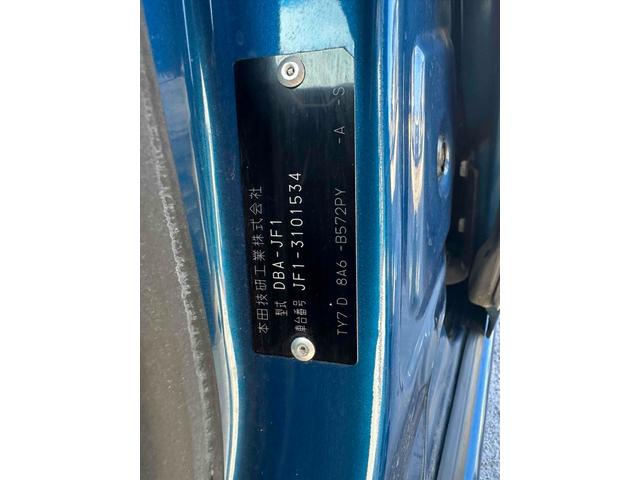 本田技研工業株式会社
型式 DBA-JF1
車台番号 JF1-3101534
TY7 D 8A6 -B572PY -A -S